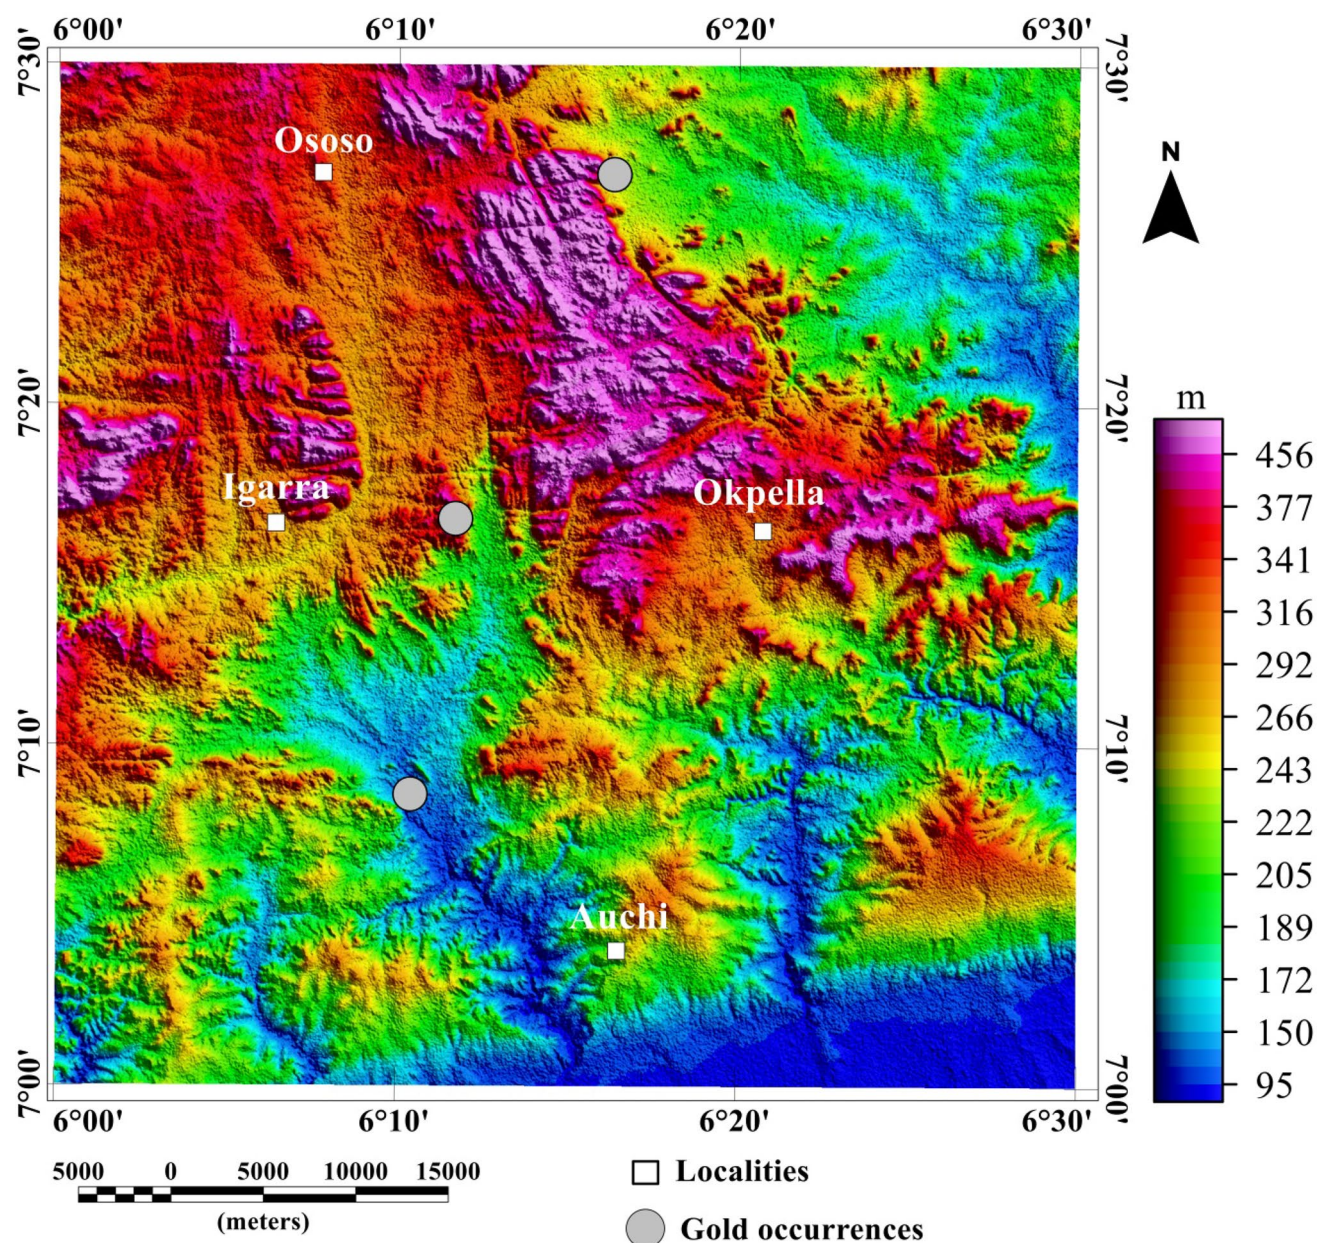 6°00' 6°10' 6°20' 6°30'
7°30' 7°30'
N
Ososo
7°20' 7°20'
m
456
377
341
316
292
266
243
222
205
189
172
150
95
Igarra
Okpella
7°10' 7°10'
Auchi
7°00' 7°00'
6°00' 6°10' 6°20' 6°30'
5000 0 5000 10000 15000
(meters)
Localities
Gold occurrences